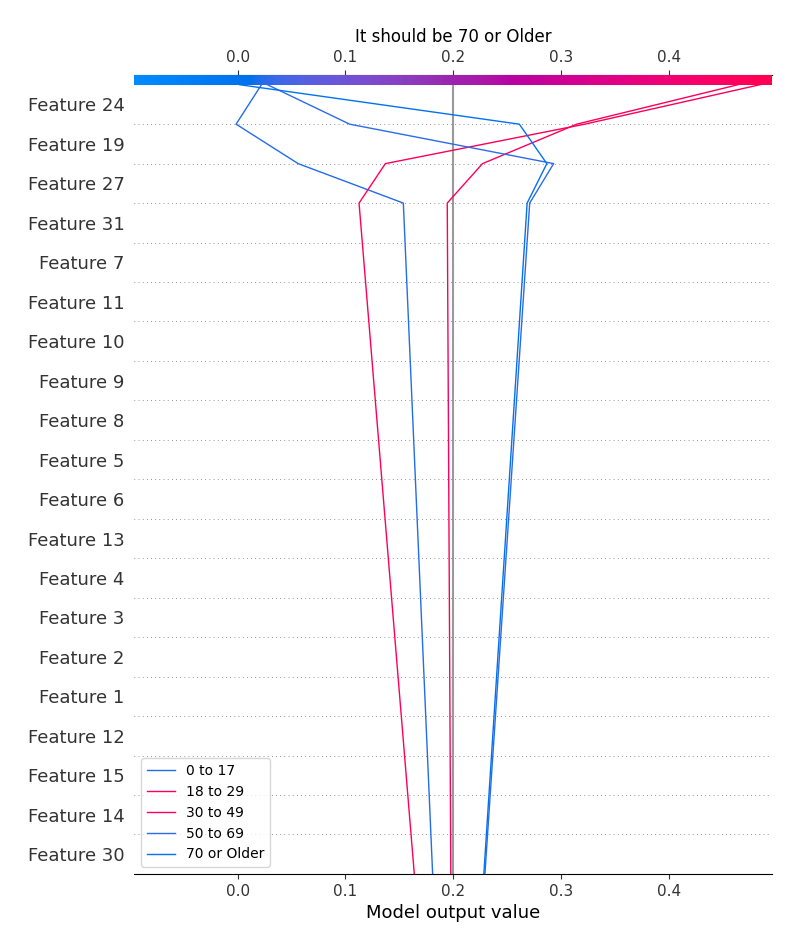 It should be 70 or Older
0.0 0.1 0.2 0.3 0.4
Feature 24
Feature 19
Feature 27
Feature 31
Feature 7
Feature 11
Feature 10
Feature 9
Feature 8
Feature 5
Feature 6
Feature 13
Feature 4
Feature 3
Feature 2
Feature 1
Feature 12
Feature 15
Feature 14
Feature 30
0 to 17
18 to 29
30 to 49
50 to 69
70 or Older
0.0 0.1 0.2 0.3 0.4
Model output value